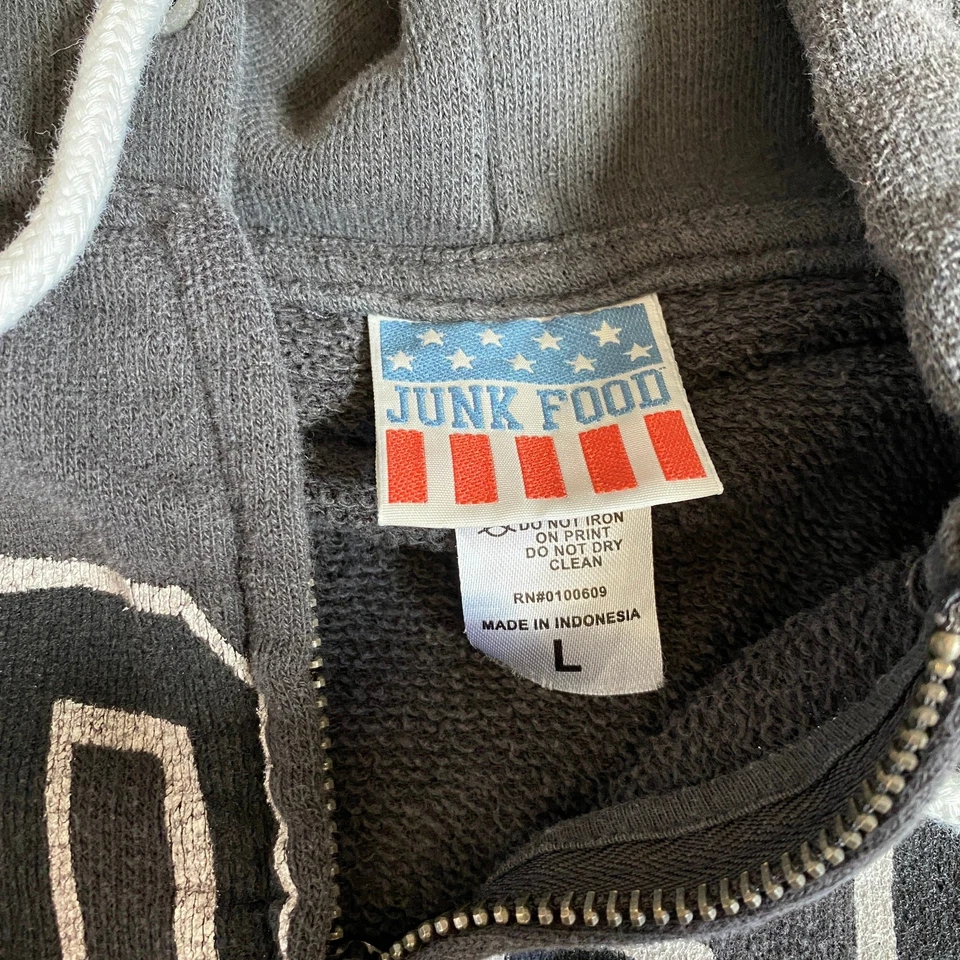 JUNK FOOD
DO NOT IRON
ON PRINT
DO NOT DRY
CLEAN
RN#0100609
MADE IN INDONESIA
L